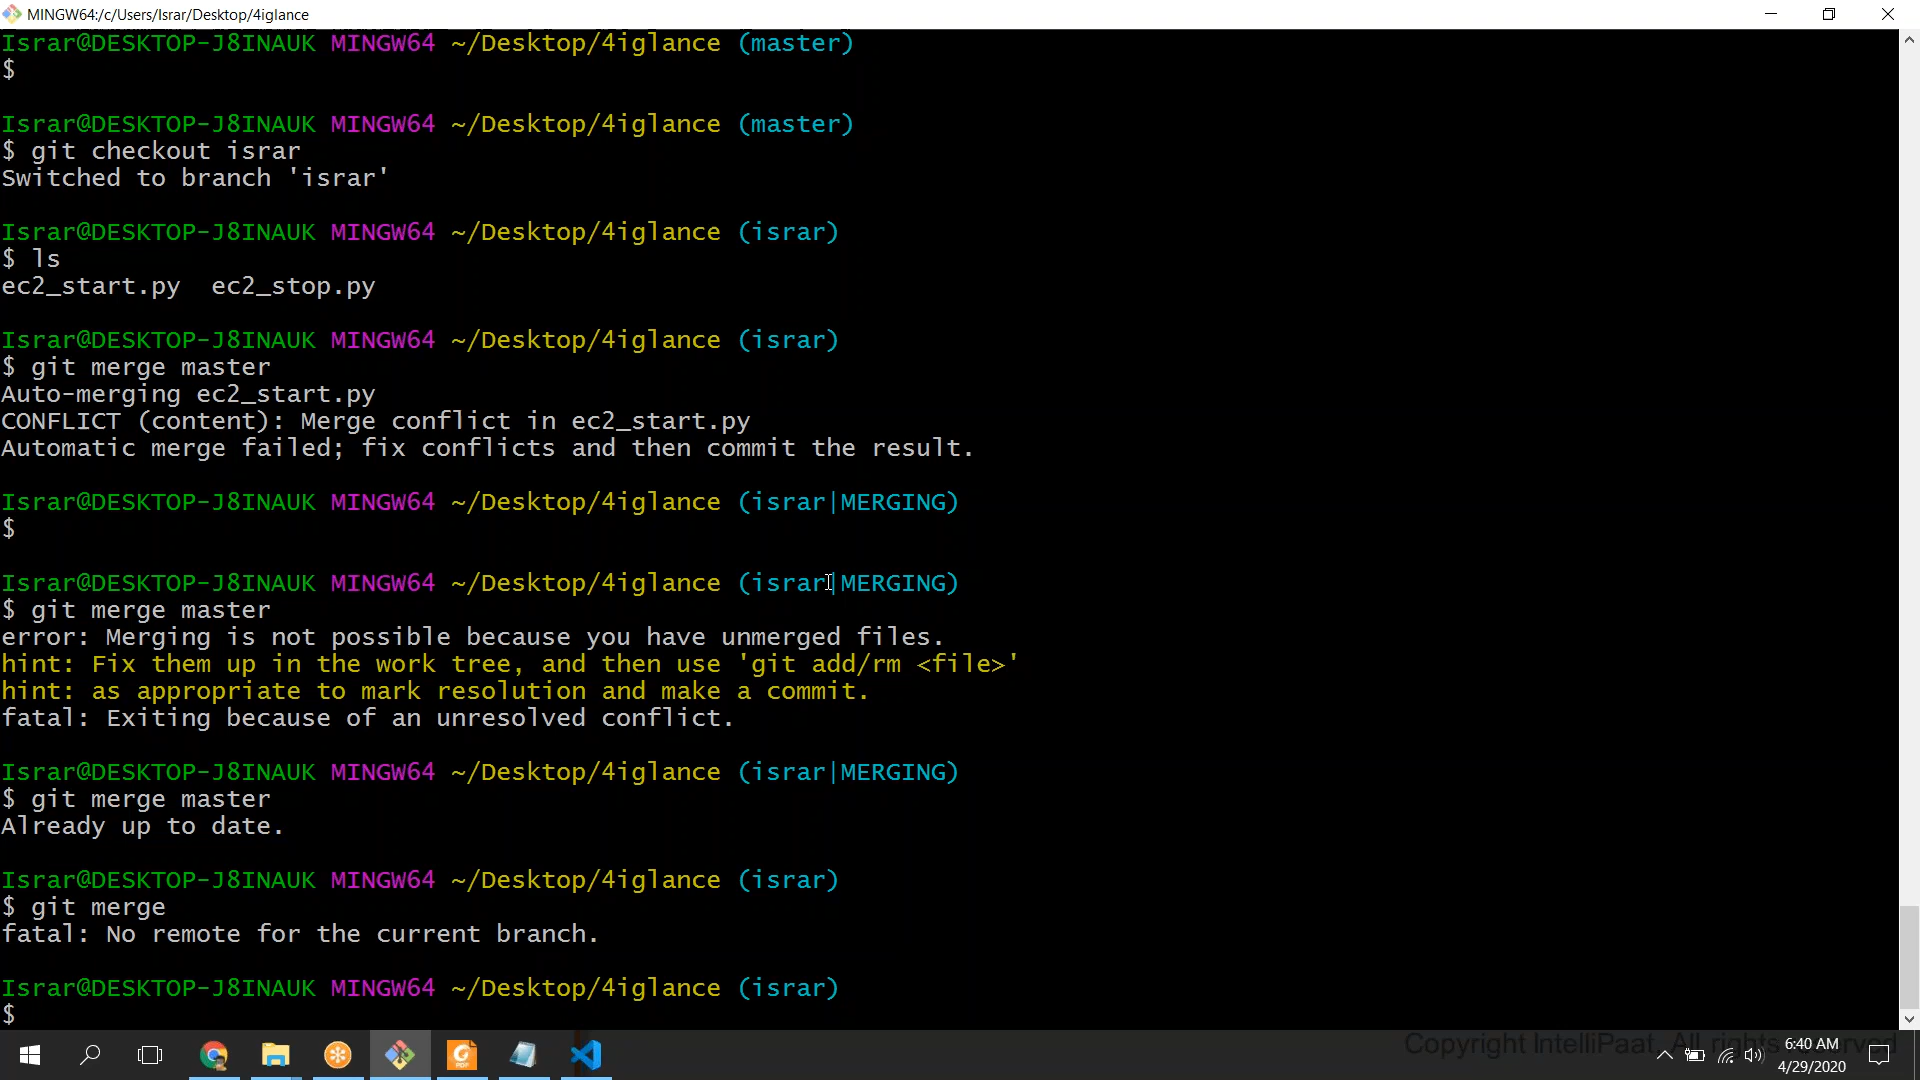 MINGW64:/c/Users/Israr/Desktop/4iglance
Israr@DESKTOP-J8INAUK MINGW64 ~/Desktop/4iglance (master)
$
Israr@DESKTOP-J8INAUK MINGW64 ~/Desktop/4iglance (master)
$ git checkout israr
Switched to branch 'israr'
Israr@DESKTOP-J8INAUK MINGW64 ~/Desktop/4iglance (israr)
$ ls
ec2_start.py  ec2_stop.py
Israr@DESKTOP-J8INAUK MINGW64 ~/Desktop/4iglance (israr)
$ git merge master
Auto-merging ec2_start.py
CONFLICT (content): Merge conflict in ec2_start.py
Automatic merge failed; fix conflicts and then commit the result.
Israr@DESKTOP-J8INAUK MINGW64 ~/Desktop/4iglance (israr|MERGING)
$
Israr@DESKTOP-J8INAUK MINGW64 ~/Desktop/4iglance (israr|MERGING)
$ git merge master
error: Merging is not possible because you have unmerged files.
hint: Fix them up in the work tree, and then use 'git add/rm <file>'
hint: as appropriate to mark resolution and make a commit.
fatal: Exiting because of an unresolved conflict.
Israr@DESKTOP-J8INAUK MINGW64 ~/Desktop/4iglance (israr|MERGING)
$ git merge master
Already up to date.
Israr@DESKTOP-J8INAUK MINGW64 ~/Desktop/4iglance (israr)
$ git merge
fatal: No remote for the current branch.
Israr@DESKTOP-J8INAUK MINGW64 ~/Desktop/4iglance (israr)
$
Copyright IntelliPaat, All rights reserved
6:40 AM
4/29/2020